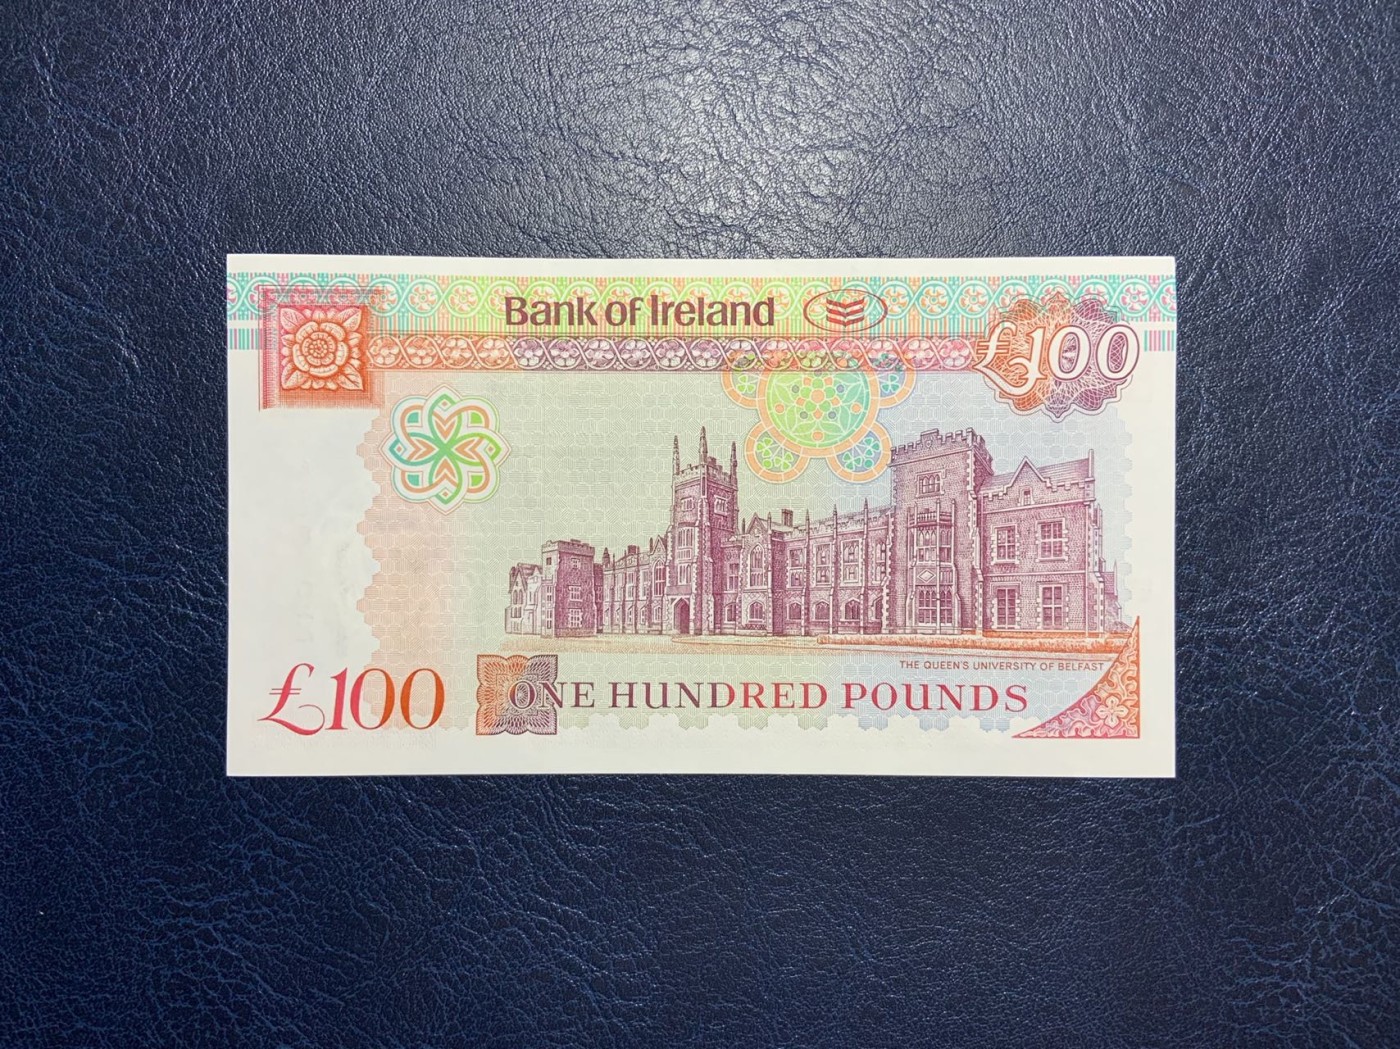 Bank of Ireland
£100
THE QUEEN'S UNIVERSITY OF BELFAST
£100
ONE HUNDRED POUNDS